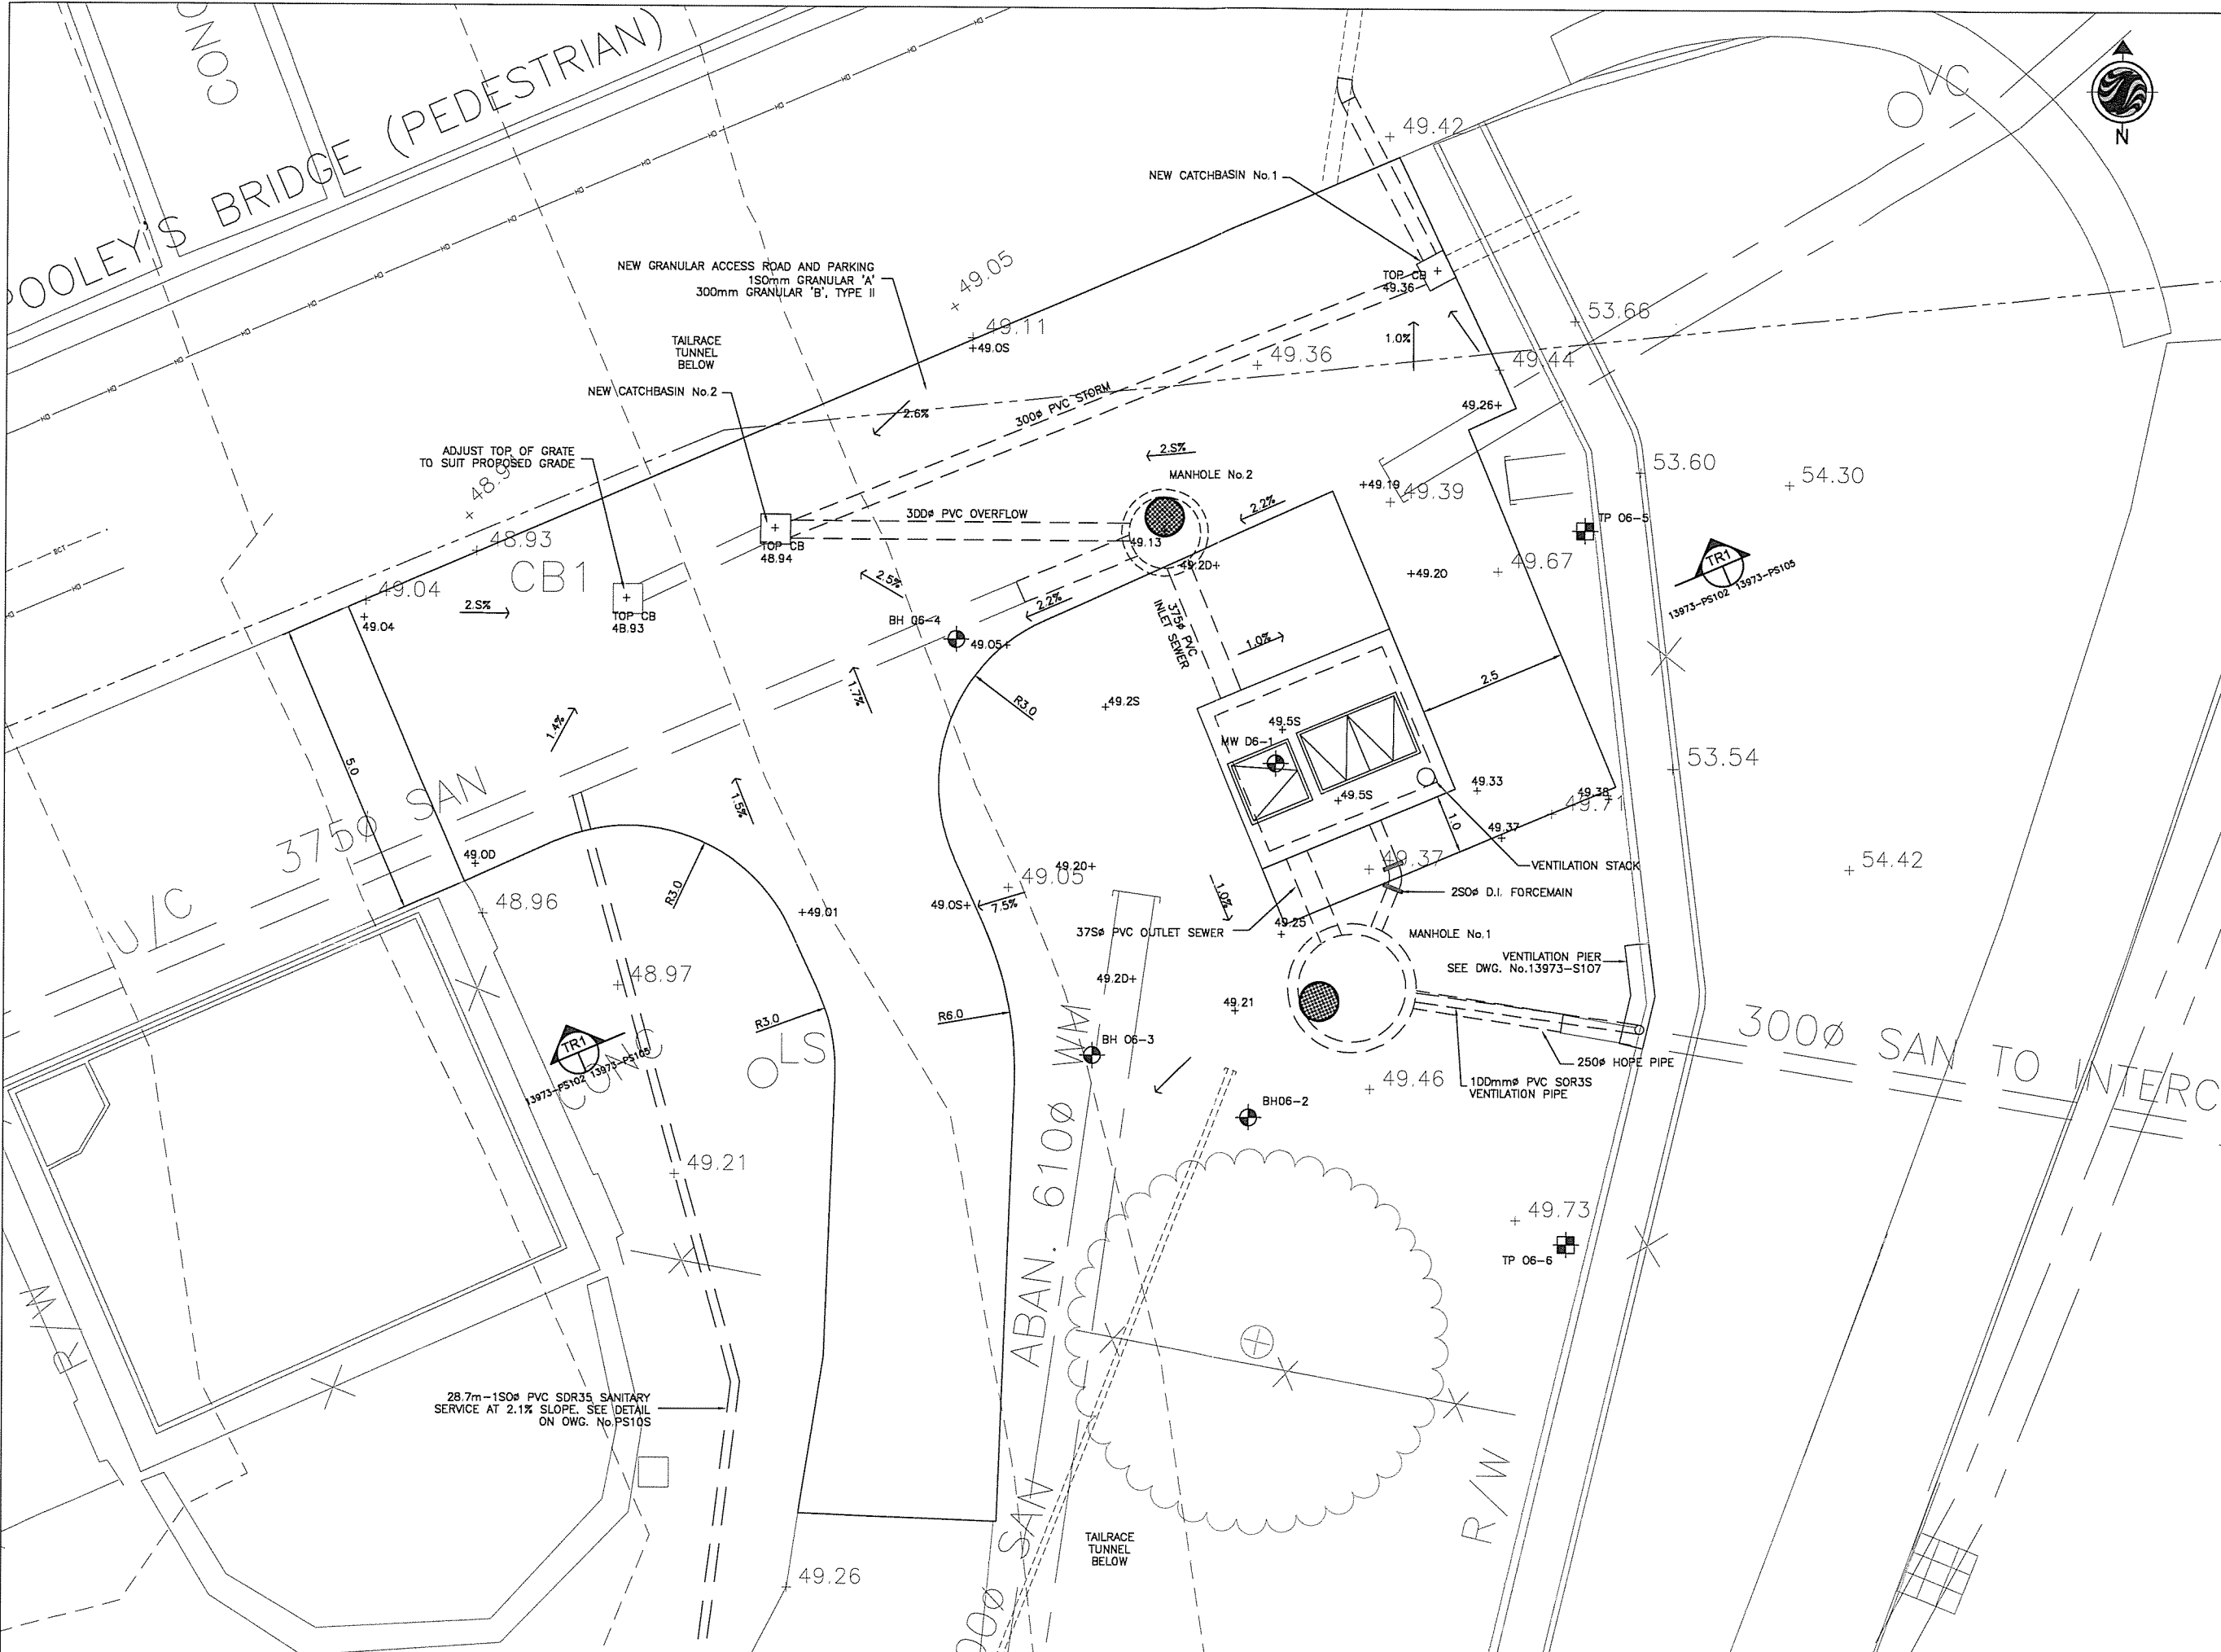 CONC
POOLEY'S BRIDGE (PEDESTRIAN)
VC
N
49.42
NEW CATCHBASIN No.1
NEW GRANULAR ACCESS ROAD AND PARKING
150mm GRANULAR 'A'
300mm GRANULAR 'B', TYPE II
49.05
TOP CB
49.36
53.66
49.11
+49.05
TAILRACE
TUNNEL
BELOW
1.0%
49.36
49.44
NEW CATCHBASIN No.2
2.6%
300ø PVC STORM
49.26+
ADJUST TOP OF GRATE
TO SUIT PROPOSED GRADE
2.5%
MANHOLE No.2
53.60
54.30
+49.19
49.39
300ø PVC OVERFLOW
2.2%
TP 06-5
48.93
TOP CB
48.94
49.13
49.20+
+49.20
49.67
TR1
13973-PS102 13973-PS105
CB1
49.04
49.04
2.5%
TOP CB
48.93
2.5%
2.2%
BH 06-4
49.05+
375ø PVC
INLET SEWER
1.0%
2.5
1.7%
R3.0
+49.25
1.4%
49.55
MW 06-1
53.54
5.0
1.5%
+49.55
49.33
49.38
49.71
375ø SAN
U/C
1.0
49.37
49.00
49.20+
49.05
49.37
VENTILATION STACK
54.42
48.96
R3.0
+49.01
49.05+
7.5%
1.0%
250ø D.I. FORCEMAIN
49.25
375ø PVC OUTLET SEWER
MANHOLE No.1
VENTILATION PIER
SEE DWG. No.13973-S107
48.97
49.20+
49.21
R3.0
R6.0
300ø SAN TO INTERC
TR1
13973-PS102 13973-PS105
CONC
LS
BH 06-3
250ø HDPE PIPE
49.46
100mmø PVC SDR35
VENTILATION PIPE
BH06-2
49.21
ABAN. 610ø W/M
49.73
TP 06-6
R/W
28.7m-150ø PVC SDR35 SANITARY
SERVICE AT 2.1% SLOPE. SEE DETAIL
ON DWG. No.PS105
R/W
SAN
TAILRACE
TUNNEL
BELOW
49.26